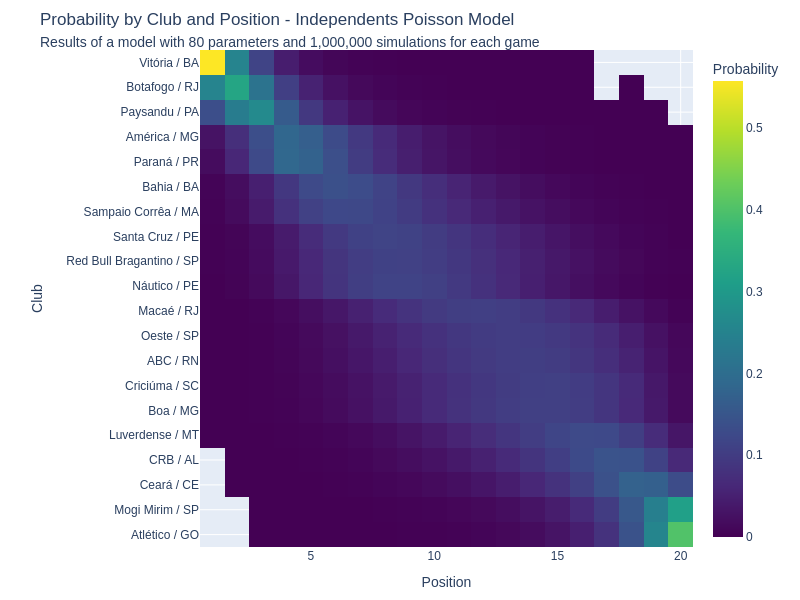 Probability by Club and Position - Independents Poisson Model
Results of a model with 80 parameters and 1,000,000 simulations for each game
Probability
Club
Vitória / BA
Botafogo / RJ
Paysandu / PA
América / MG
Paraná / PR
Bahia / BA
Sampaio Corrêa / MA
Santa Cruz / PE
Red Bull Bragantino / SP
Náutico / PE
Macaé / RJ
Oeste / SP
ABC / RN
Criciúma / SC
Boa / MG
Luverdense / MT
CRB / AL
Ceará / CE
Mogi Mirim / SP
Atlético / GO
0.5
0.4
0.3
0.2
0.1
0
5
10
15
20
Position